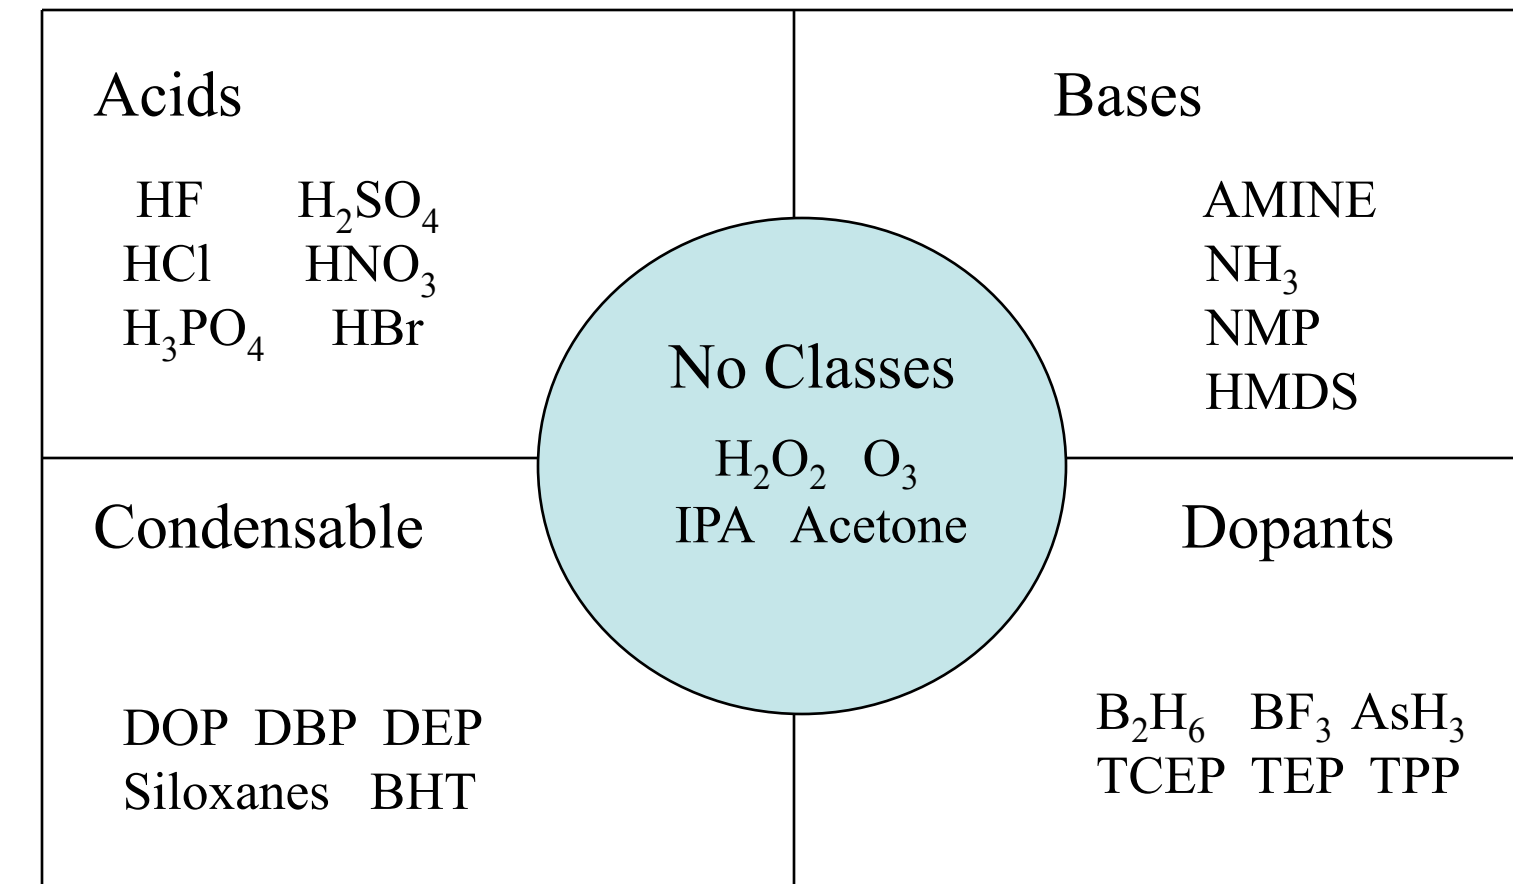 Acids
HF H₂SO₄
HCl HNO₃
H₃PO₄ HBr
Bases
AMINE
NH₃
NMP
HMDS
No Classes
H₂O₂ O₃
IPA Acetone
Condensable
DOP DBP DEP
Siloxanes BHT
Dopants
B₂H₆ BF₃ AsH₃
TCEP TEP TPP